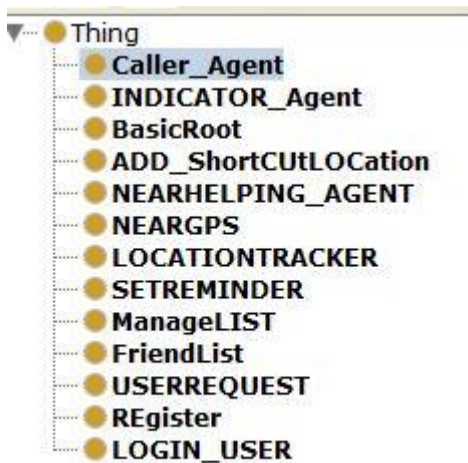 Thing
Caller_Agent
INDICATOR_Agent
BasicRoot
ADD_ShortCUtLOCation
NEARHELPING_AGENT
NEARGPS
LOCATIONTRACKER
SETREMINDER
ManageLIST
FriendList
USERREQUEST
REgister
LOGIN_USER